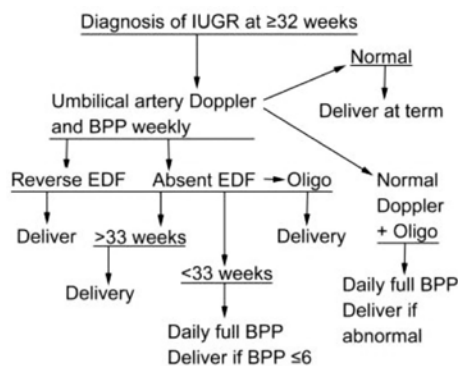 Diagnosis of IUGR at ≥32 weeks
Normal
Deliver at term
Umbilical artery Doppler
and BPP weekly
Reverse EDF
Absent EDF
Oligo
Deliver
>33 weeks
Delivery
<33 weeks
Delivery
Daily full BPP
Deliver if BPP ≤6
Normal
Doppler
+ Oligo
Daily full BPP
Deliver if
abnormal